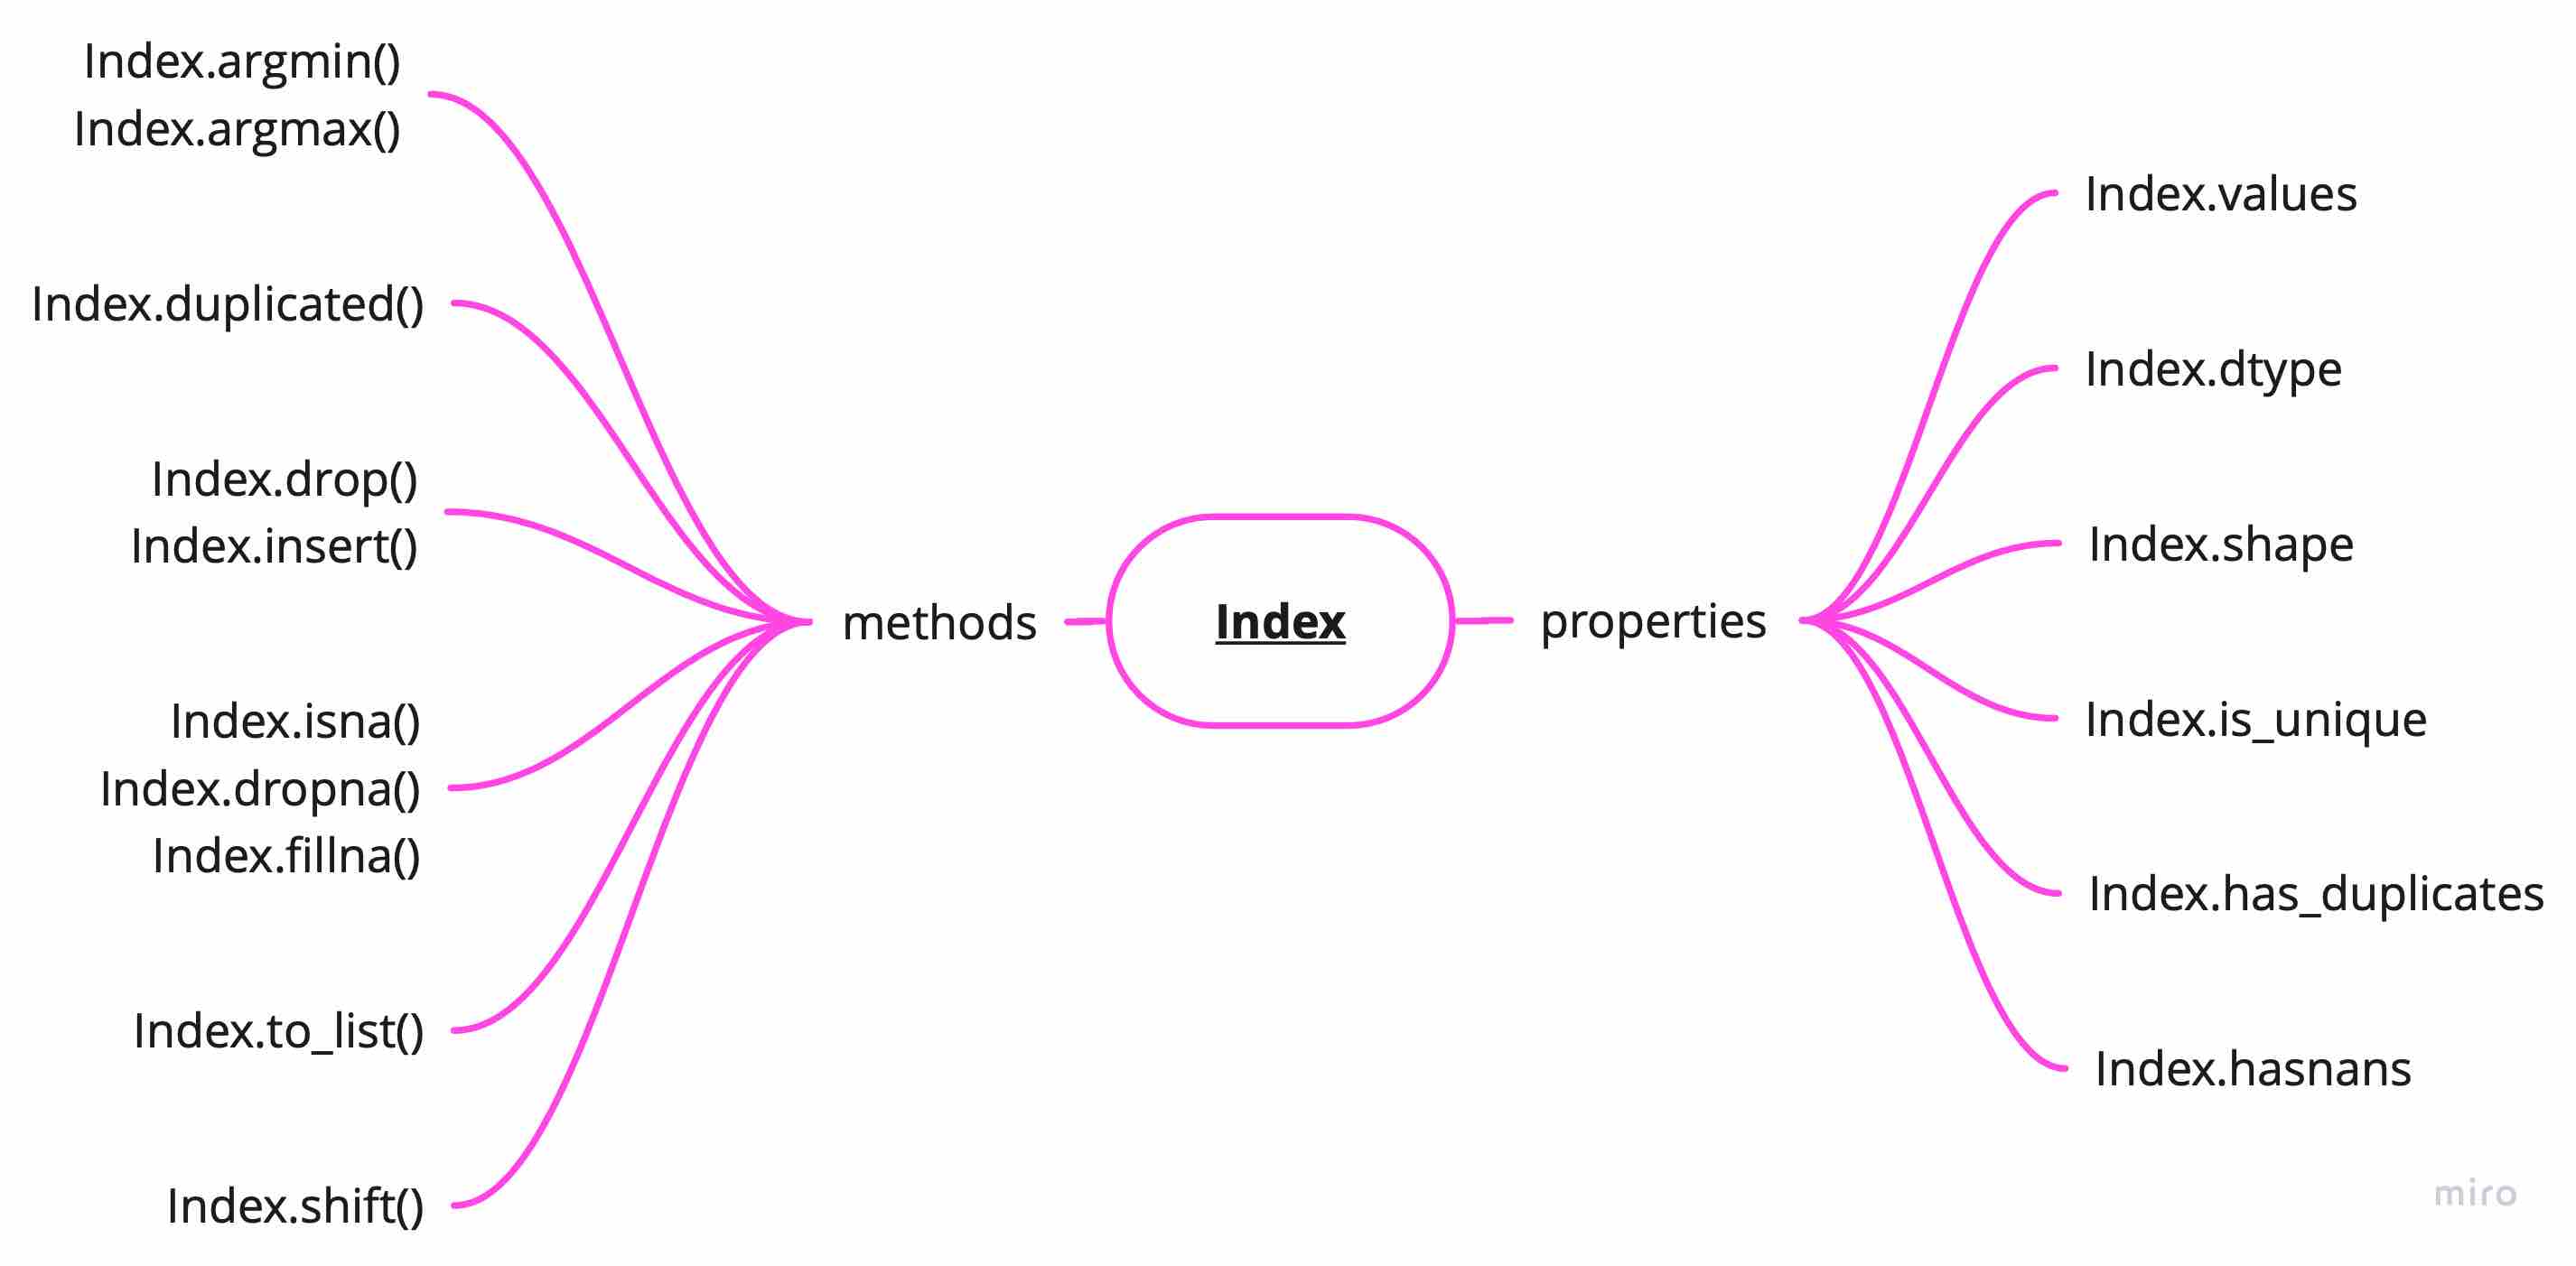 Index.argmin()
Index.argmax()
Index.duplicated()
Index.drop()
Index.insert()
Index.isna()
Index.dropna()
Index.fillna()
Index.to_list()
Index.shift()
methods
Index
properties
Index.values
Index.dtype
Index.shape
Index.is_unique
Index.has_duplicates
Index.hasnans
miro